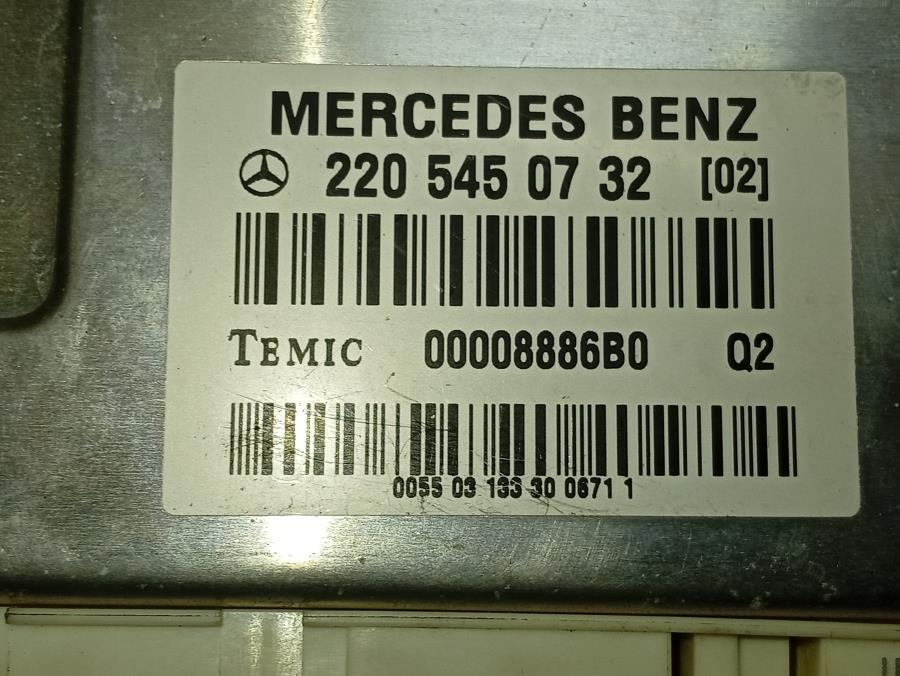 MERCEDES BENZ
220 545 07 32 [02]
TEMIC 00008886B0 Q2
0055 03 133 30 0671 1